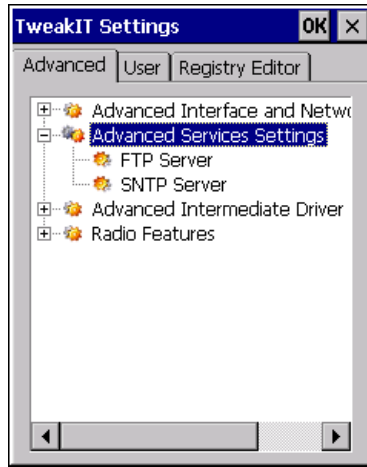 TweakIT Settings OK ×
Advanced User Registry Editor
Advanced Interface and Netw
Advanced Services Settings
FTP Server
SNTP Server
Advanced Intermediate Driver
Radio Features